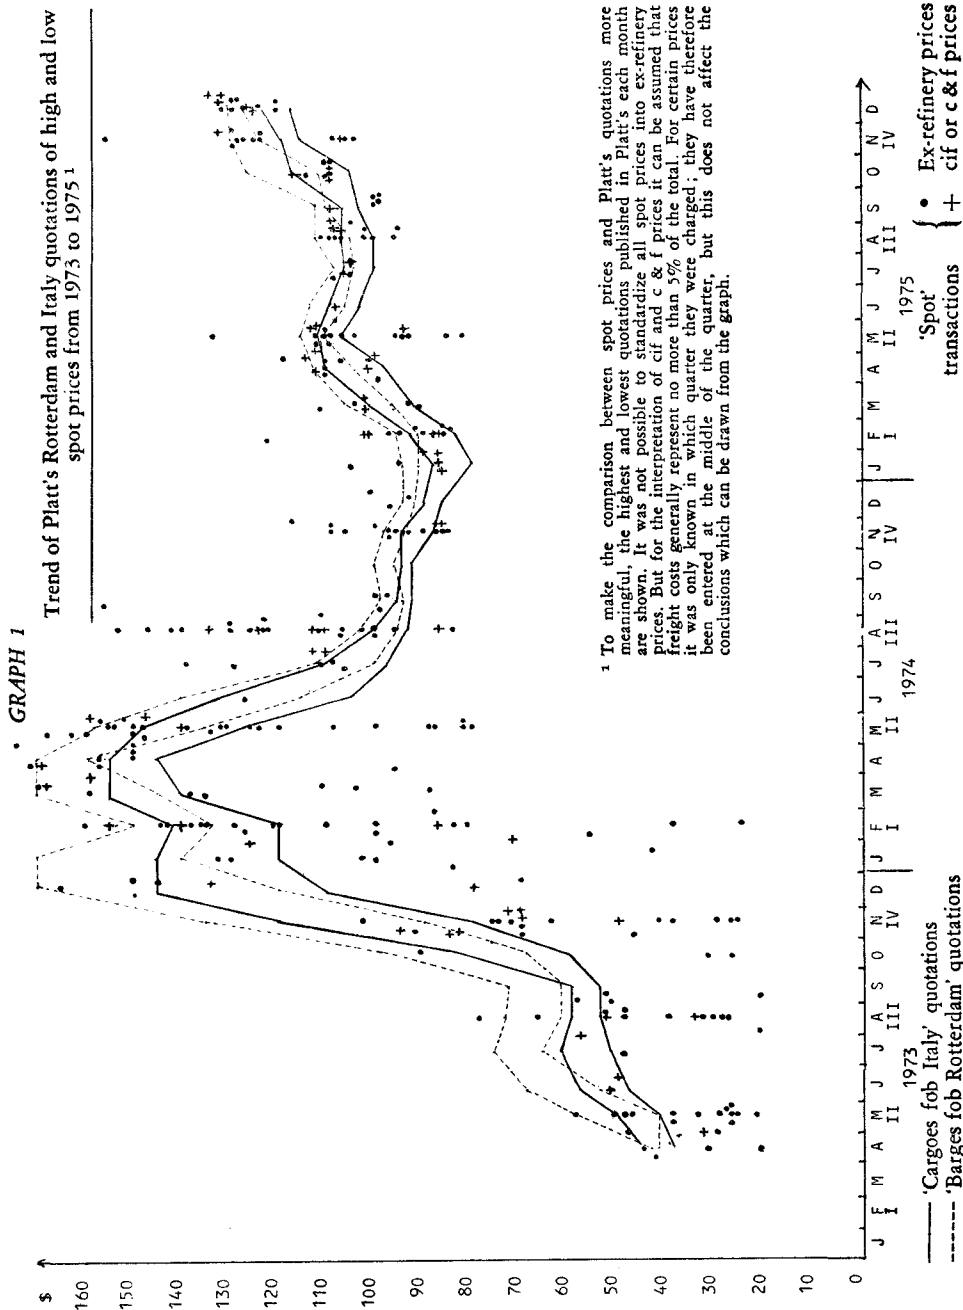 GRAPH 1
Trend of Platt's Rotterdam and Italy quotations of high and low
spot prices from 1973 to 1975 ¹
$
160
150
140
130
120
110
100
90
80
70
60
50
40
30
20
10
0
J F M A M J J A S O N D J F M A M J J A S O N D J F M A M J J A S O N D
I II III IV I II III IV I II III IV
1973 1974 1975
¹ To make the comparison between spot prices and Platt's quotations more
meaningful, the highest and lowest quotations published in Platt's each month
are shown. It was not possible to standardize all spot prices into ex-refinery
prices. But for the interpretation of cif and c & f prices it can be assumed that
freight costs generally represent no more than 5% of the total. For certain prices
it was only known in which quarter they were charged; they have therefore
been entered at the middle of the quarter, but this does not affect the
conclusions which can be drawn from the graph.
'Cargoes fob Italy' quotations
'Barges fob Rotterdam' quotations
'Spot'
transactions
{ • Ex-refinery prices
+ cif or c & f prices